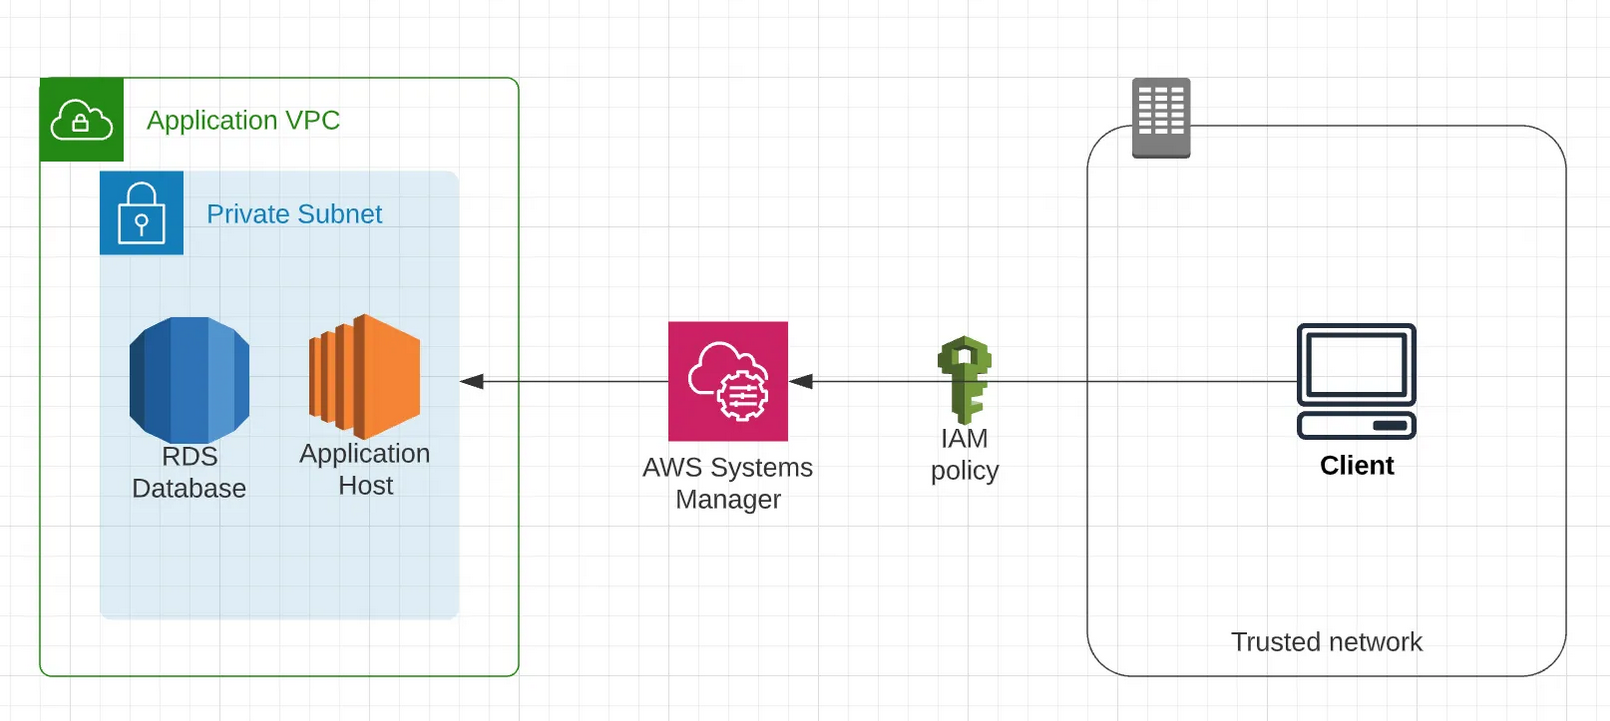 Application VPC
Private Subnet
RDS
Database
Application
Host
AWS Systems
Manager
IAM
policy
Client
Trusted network